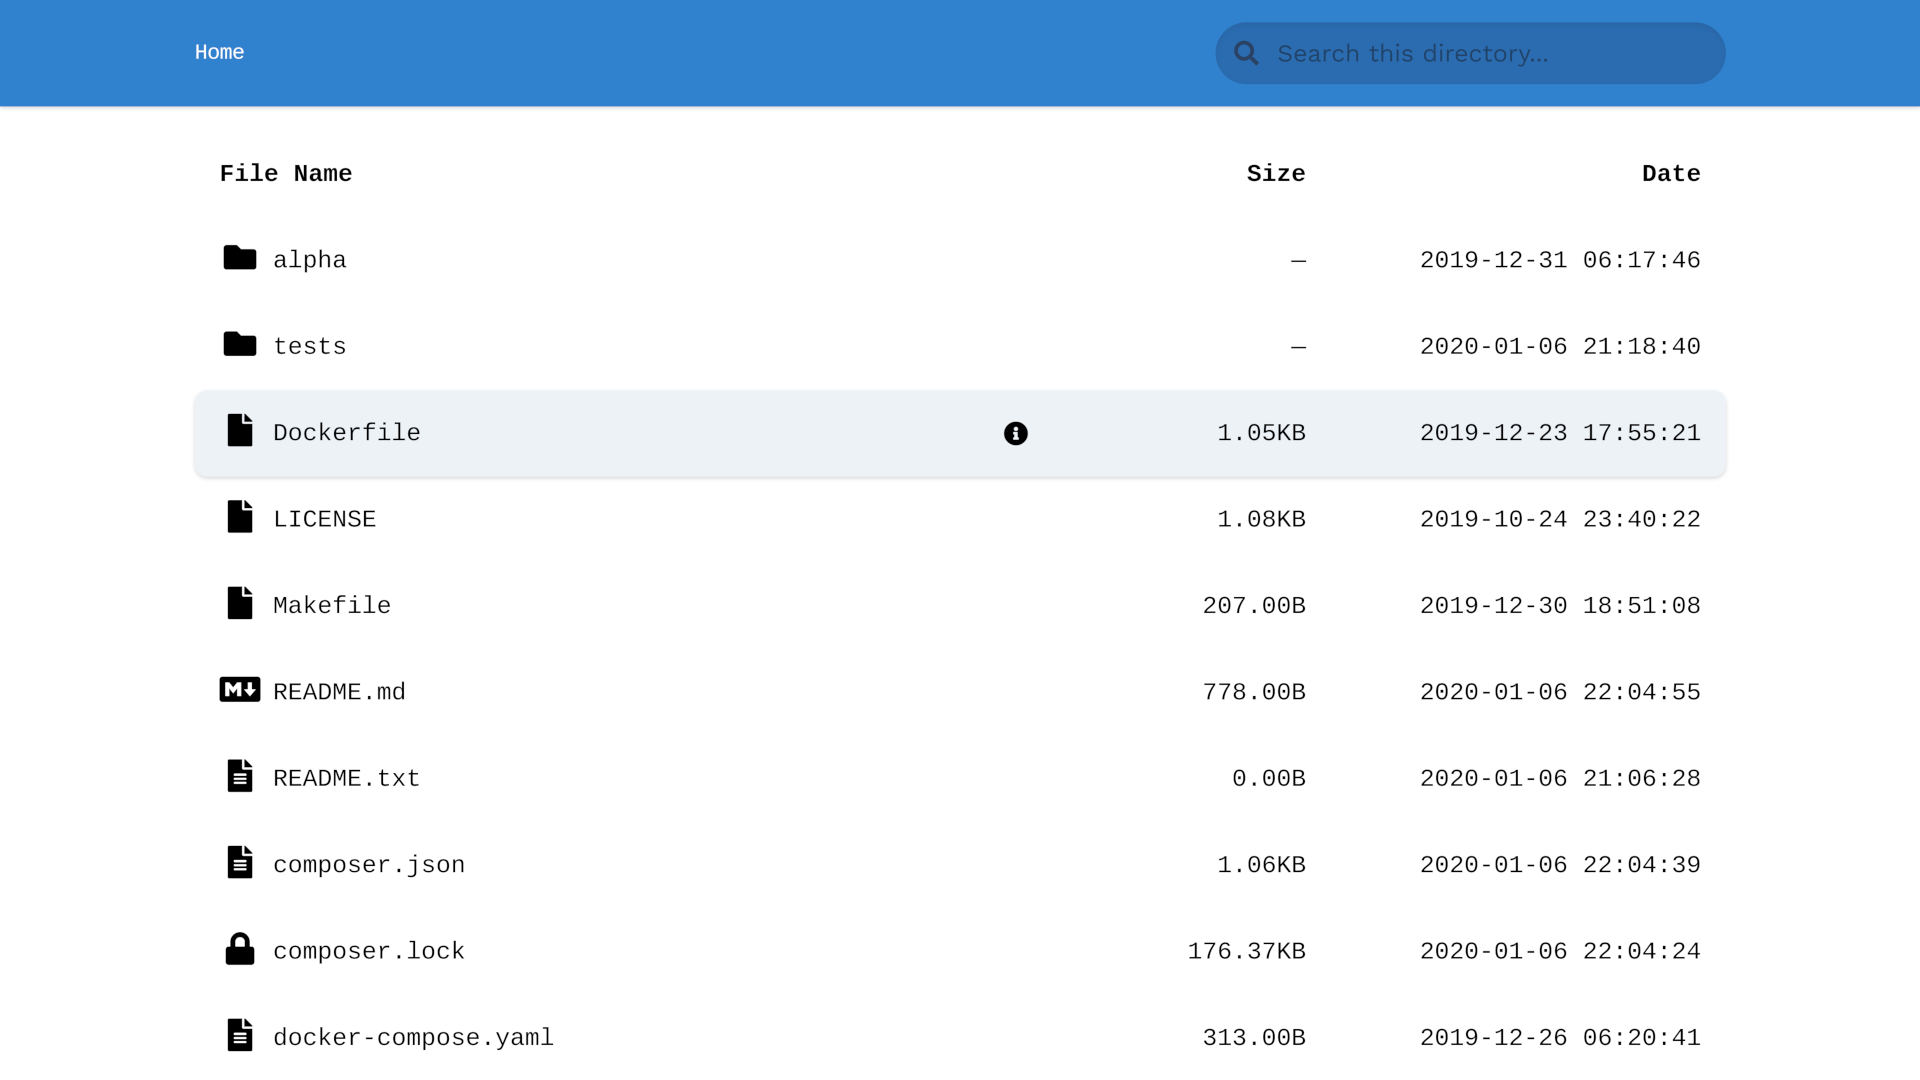 Home Search this directory...
File Name Size Date
alpha — 2019-12-31 06:17:46
tests — 2020-01-06 21:18:40
Dockerfile 1.05KB 2019-12-23 17:55:21
LICENSE 1.08KB 2019-10-24 23:40:22
Makefile 207.00B 2019-12-30 18:51:08
README.md 778.00B 2020-01-06 22:04:55
README.txt 0.00B 2020-01-06 21:06:28
composer.json 1.06KB 2020-01-06 22:04:39
composer.lock 176.37KB 2020-01-06 22:04:24
docker-compose.yaml 313.00B 2019-12-26 06:20:41